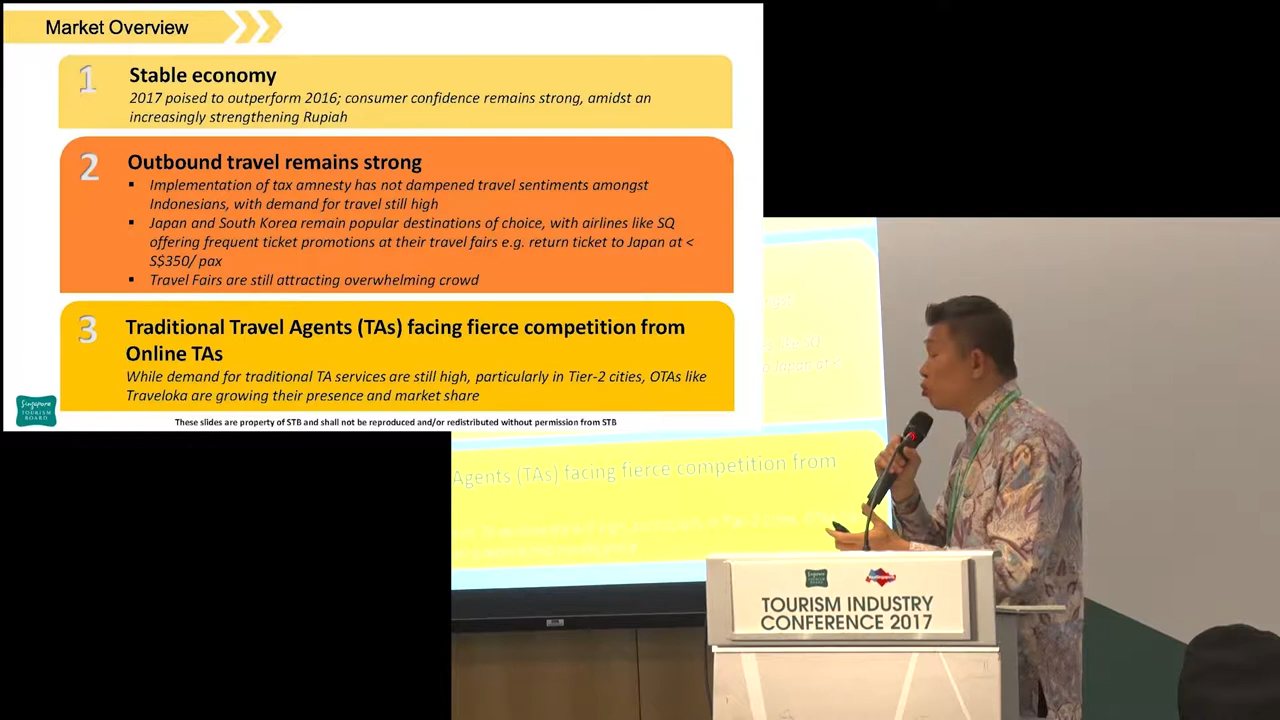 Market Overview
1
Stable economy
2017 poised to outperform 2016; consumer confidence remains strong, amidst an
increasingly strengthening Rupiah
2
Outbound travel remains strong
▪ Implementation of tax amnesty has not dampened travel sentiments amongst
Indonesians, with demand for travel still high
▪ Japan and South Korea remain popular destinations of choice, with airlines like SQ
offering frequent ticket promotions at their travel fairs e.g. return ticket to Japan at <
S$350/ pax
▪ Travel Fairs are still attracting overwhelming crowd
3
Traditional Travel Agents (TAs) facing fierce competition from
Online TAs
While demand for traditional TA services are still high, particularly in Tier-2 cities, OTAs like
Traveloka are growing their presence and market share
Singapore
TOURISM
BOARD
These slides are property of STB and shall not be reproduced and/or redistributed without permission from STB
Agents (TAs) facing fierce competition from
TOURISM INDUSTRY
CONFERENCE 2017